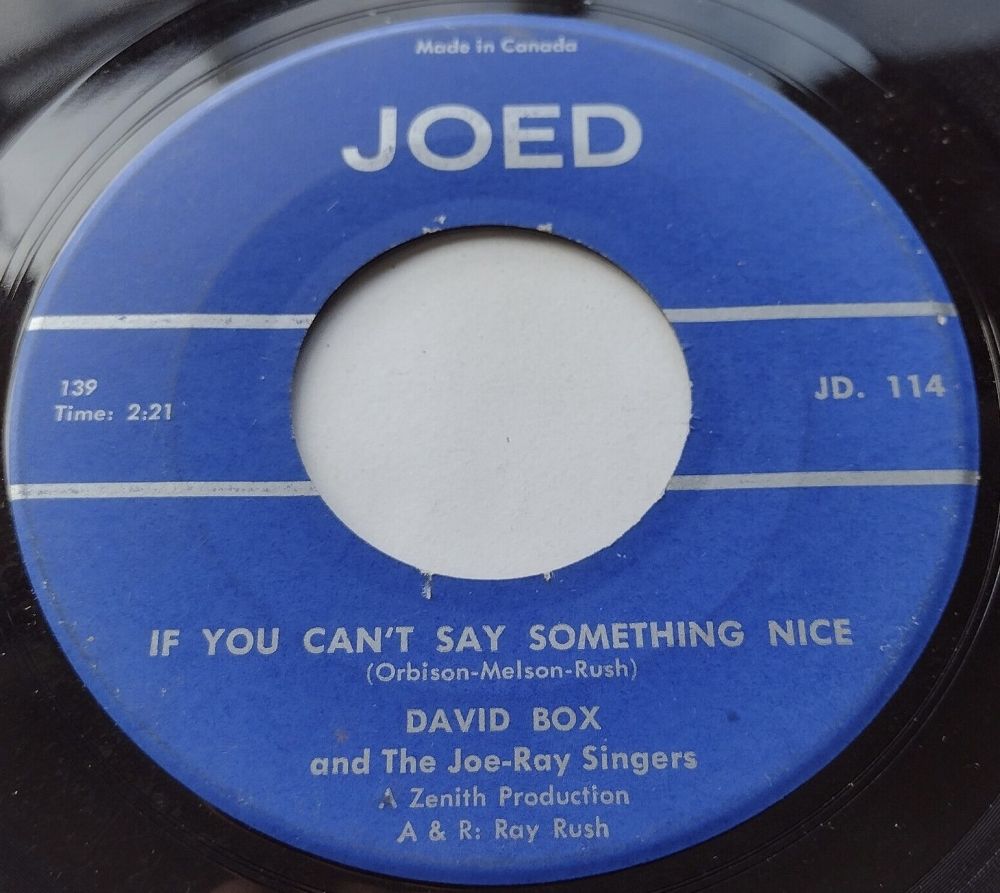 Made in Canada
JOED
139
Time: 2:21
JD. 114
IF YOU CAN'T SAY SOMETHING NICE
(Orbison-Melson-Rush)
DAVID BOX
and The Joe-Ray Singers
A Zenith Production
A & R: Ray Rush